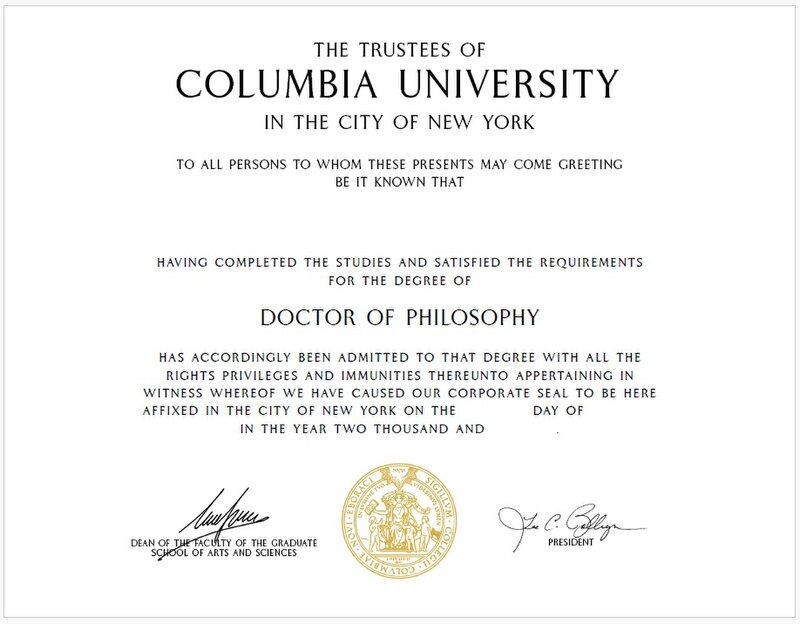 THE TRUSTEES OF
COLUMBIA UNIVERSITY
IN THE CITY OF NEW YORK
TO ALL PERSONS TO WHOM THESE PRESENTS MAY COME GREETING
BE IT KNOWN THAT
HAVING COMPLETED THE STUDIES AND SATISFIED THE REQUIREMENTS
FOR THE DEGREE OF
DOCTOR OF PHILOSOPHY
HAS ACCORDINGLY BEEN ADMITTED TO THAT DEGREE WITH ALL THE
RIGHTS PRIVILEGES AND IMMUNITIES THEREUNTO APPERTAINING IN
WITNESS WHEREOF WE HAVE CAUSED OUR CORPORATE SEAL TO BE HERE
AFFIXED IN THE CITY OF NEW YORK ON THE DAY OF
IN THE YEAR TWO THOUSAND AND .
SIGILLVM · COLLEGII · COLVMBIAE · NOVI · EBORACI
DEAN OF THE FACULTY OF THE GRADUATE
SCHOOL OF ARTS AND SCIENCES
Lee C. Bollinger
PRESIDENT